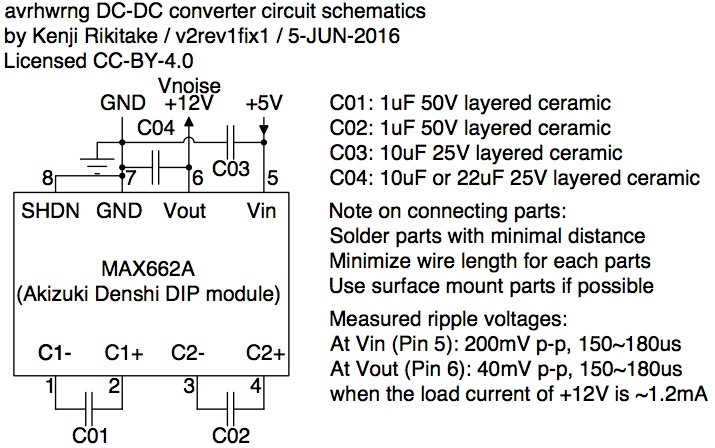 avrhwrng DC-DC converter circuit schematics
by Kenji Rikitake / v2rev1fix1 / 5-JUN-2016
Licensed CC-BY-4.0
Vnoise
GND +12V +5V
C04
C03
8 7 6 5
SHDN GND Vout Vin
MAX662A
(Akizuki Denshi DIP module)
C1- C1+ C2- C2+
1 2 3 4
C01 C02
C01: 1uF 50V layered ceramic
C02: 1uF 50V layered ceramic
C03: 10uF 25V layered ceramic
C04: 10uF or 22uF 25V layered ceramic
Note on connecting parts:
Solder parts with minimal distance
Minimize wire length for each parts
Use surface mount parts if possible
Measured ripple voltages:
At Vin (Pin 5): 200mV p-p, 150~180us
At Vout (Pin 6): 40mV p-p, 150~180us
when the load current of +12V is ~1.2mA